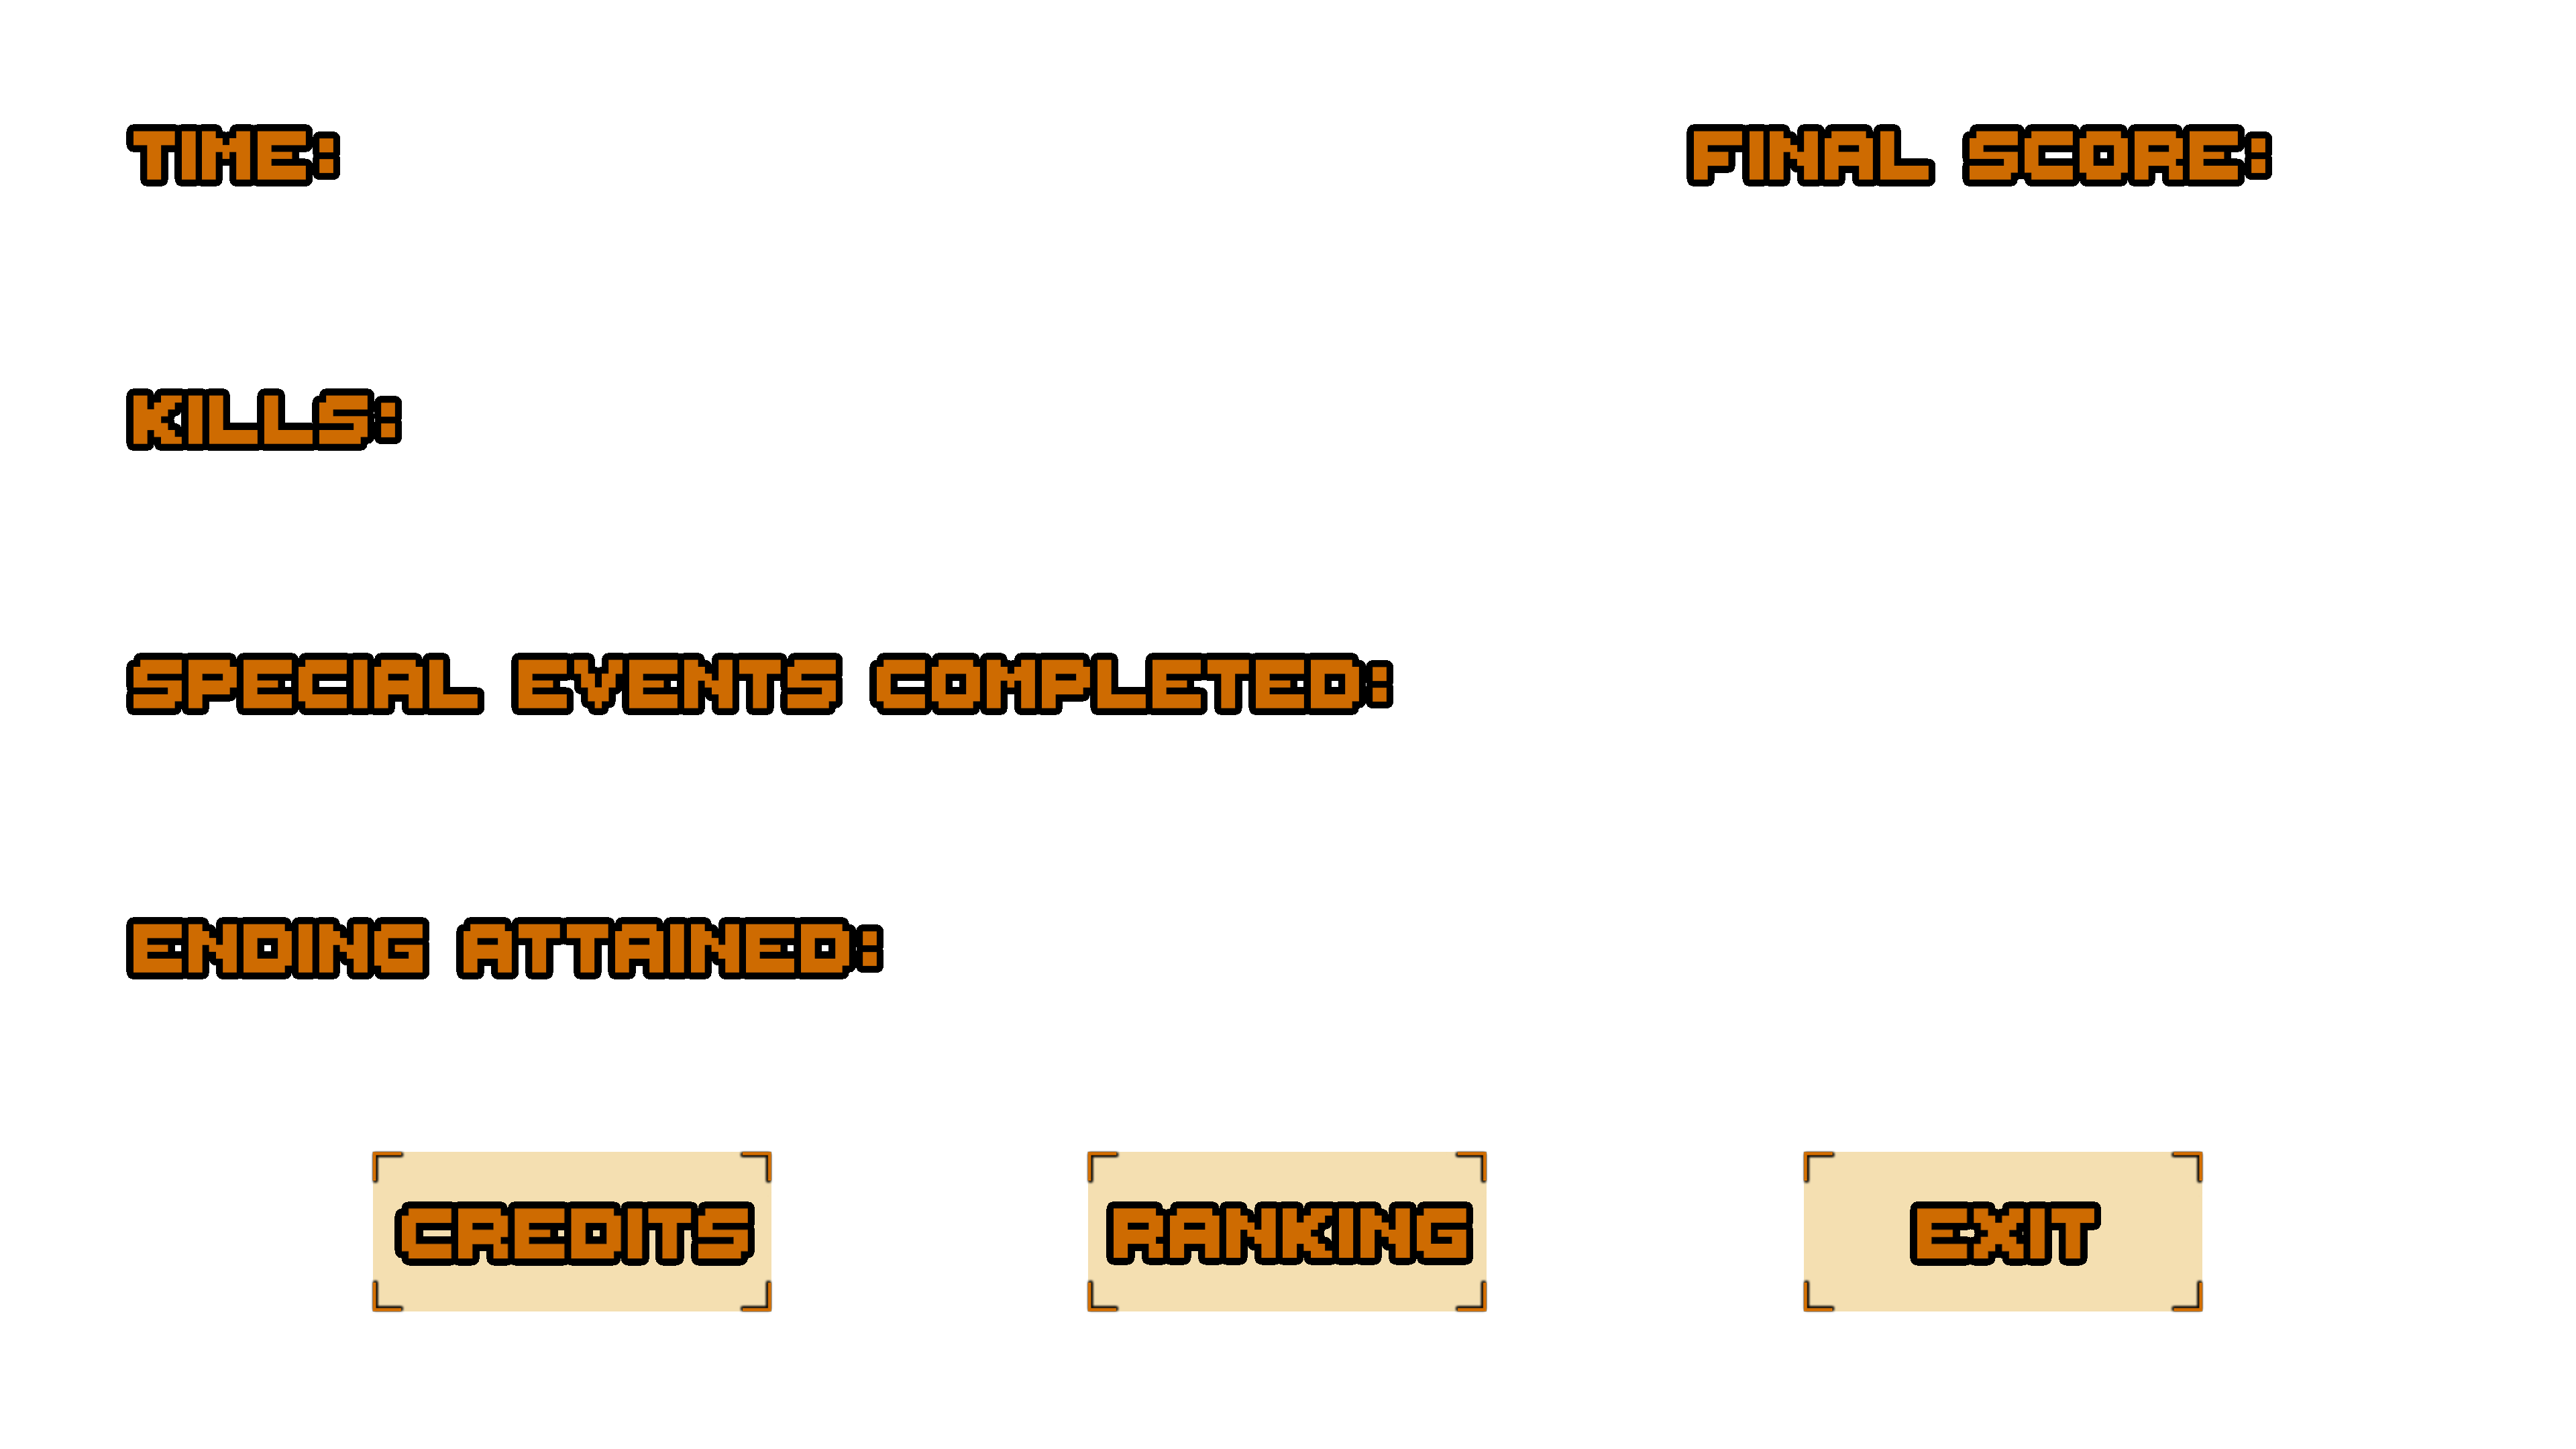 TIME:
FINAL SCORE:
KILLS:
SPECIAL EVENTS COMPLETED:
ENDING ATTAINED:
CREDITS
RANKING
EXIT